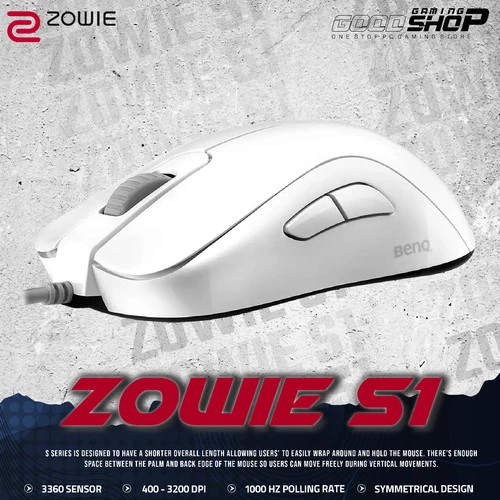 ZOWIE
GAMING
GOOD SHOP
ONE STOP PC GAMING STORE
BenQ
ZOWIE S1
S SERIES IS DESIGNED TO HAVE A SHORTER OVERALL LENGTH ALLOWING USERS' TO EASILY WRAP AROUND AND HOLD THE MOUSE. THERE'S ENOUGH
SPACE BETWEEN THE PALM AND BACK EDGE OF THE MOUSE SO USERS CAN MOVE FREELY DURING VERTICAL MOVEMENTS.
3360 SENSOR
400 - 3200 DPI
1000 HZ POLLING RATE
SYMMETRICAL DESIGN